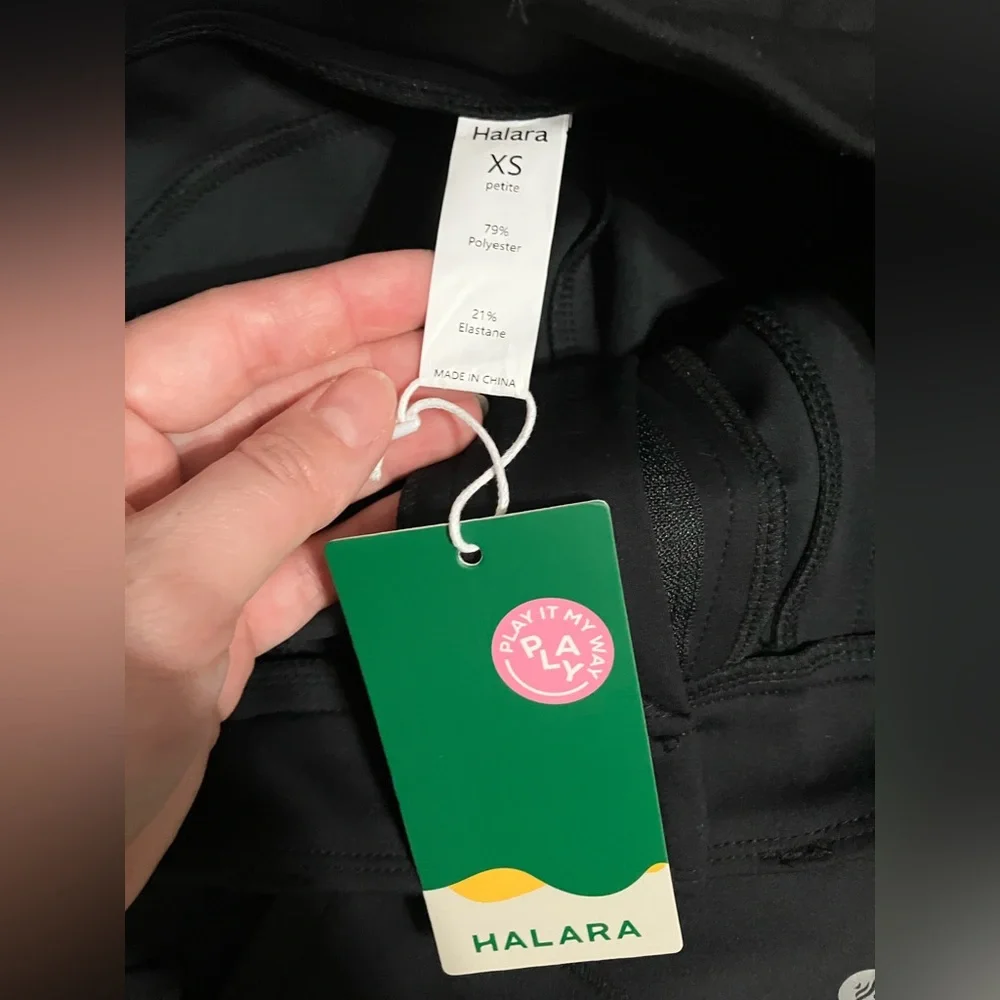 Halara
XS
petite
79%
Polyester
21%
Elastane
MADE IN CHINA
PLAY IT MY WAY
PLAY
HALARA